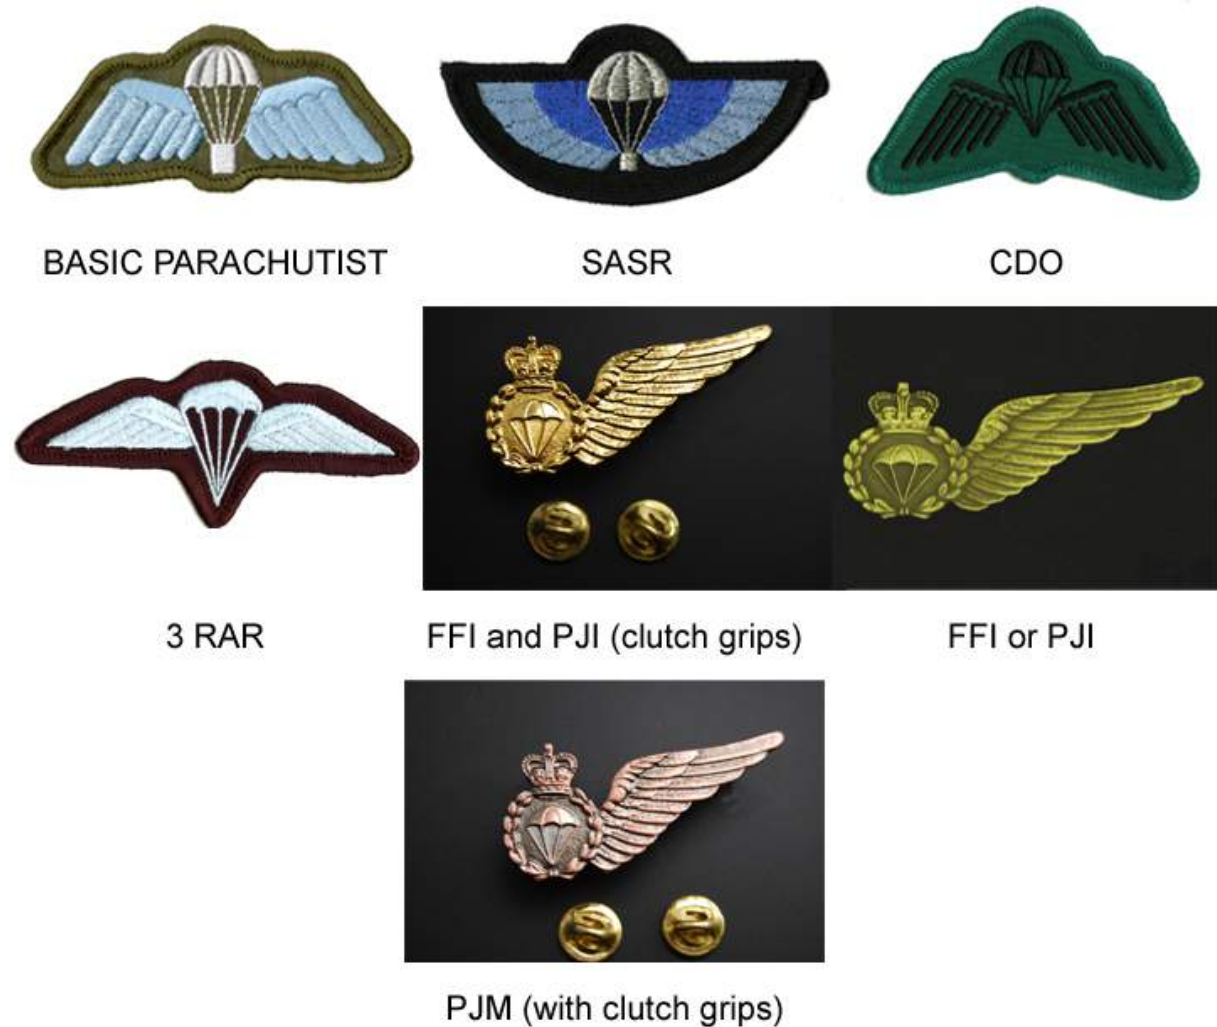 BASIC PARACHUTIST
SASR
CDO
3 RAR
FFI and PJI (clutch grips)
FFI or PJI
PJM (with clutch grips)